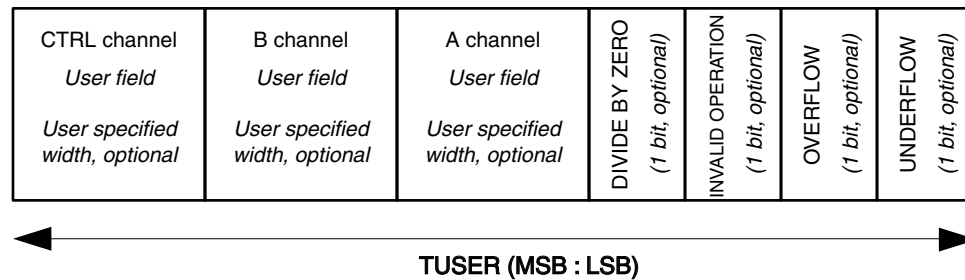 CTRL channel
User field
User specified
width, optional
B channel
User field
User specified
width, optional
A channel
User field
User specified
width, optional
DIVIDE BY ZERO
(1 bit, optional)
INVALID OPERATION
(1 bit, optional)
OVERFLOW
(1 bit, optional)
UNDERFLOW
(1 bit, optional)
TUSER (MSB : LSB)